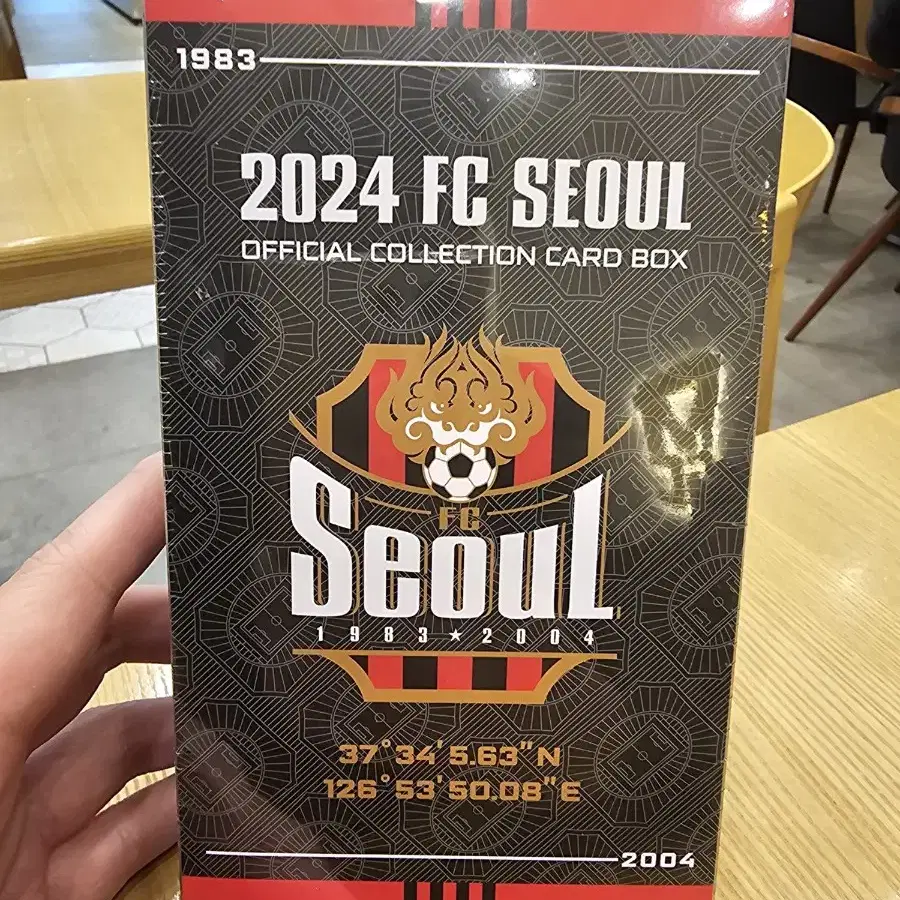 1983
2024 FC SEOUL
OFFICIAL COLLECTION CARD BOX
FC
Seoul
1983★2004
37°34'5.63"N
126°53'50.08"E
2004